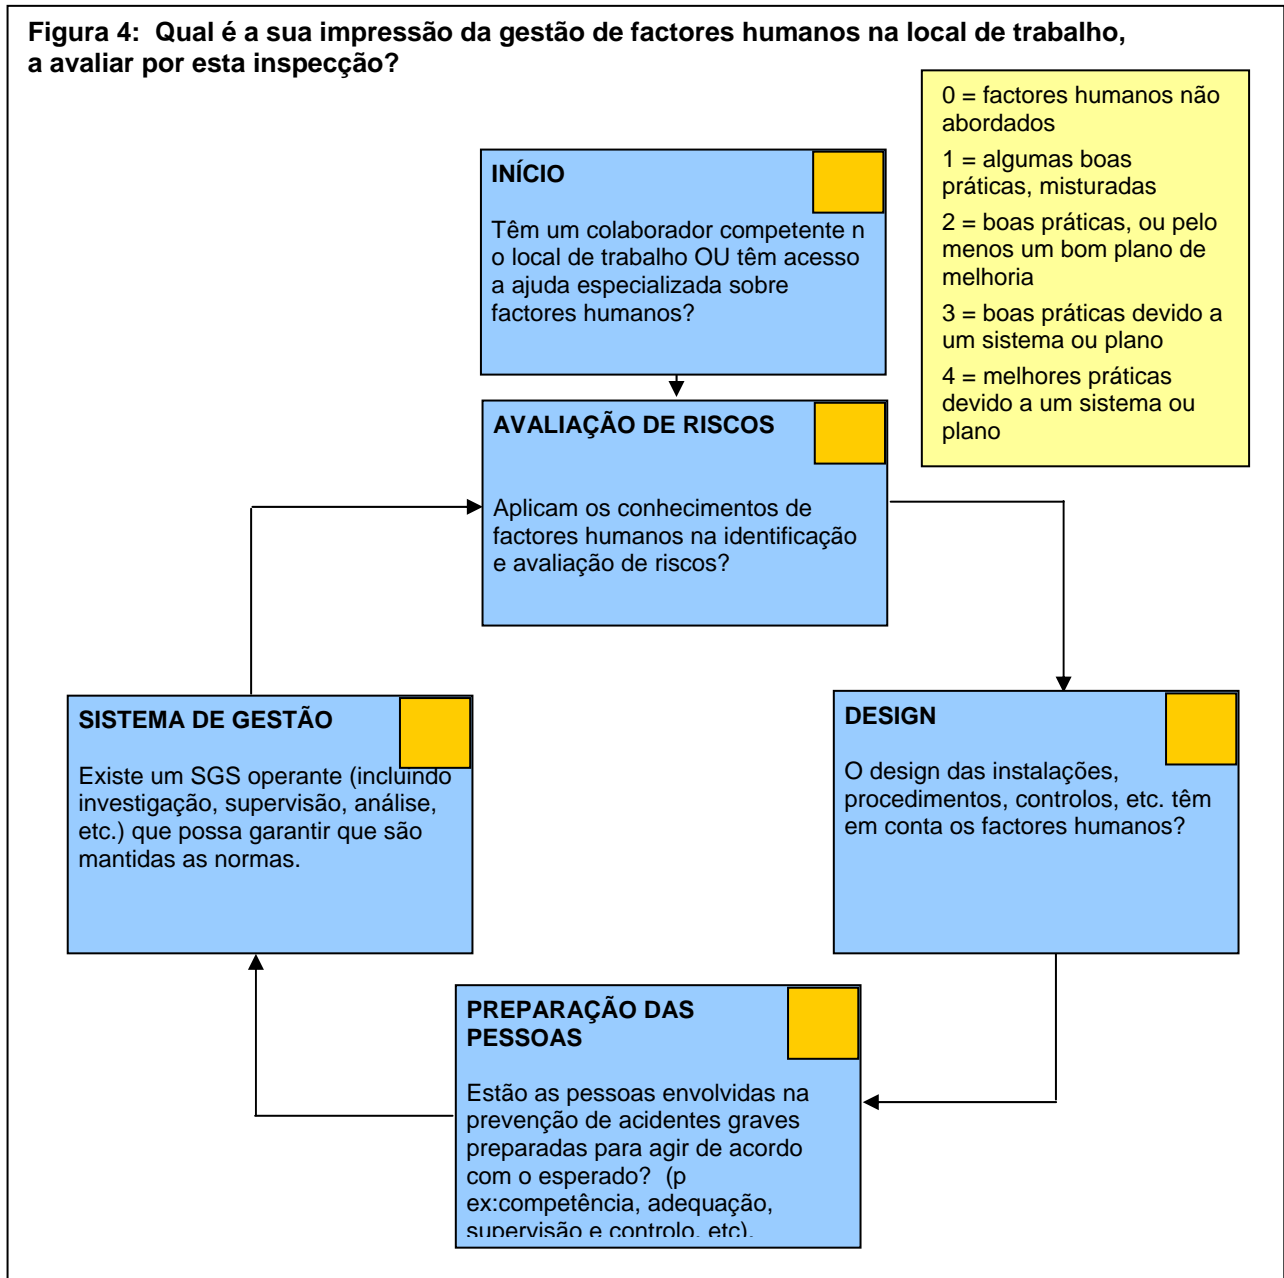 Figura 4:  Qual é a sua impressão da gestão de factores humanos na local de trabalho,
a avaliar por esta inspecção?
0 = factores humanos não
abordados
1 = algumas boas
práticas, misturadas
2 = boas práticas, ou pelo
menos um bom plano de
melhoria
3 = boas práticas devido a
um sistema ou plano
4 = melhores práticas
devido a um sistema ou
plano
INÍCIO
Têm um colaborador competente n
o local de trabalho OU têm acesso
a ajuda especializada sobre
factores humanos?
AVALIAÇÃO DE RISCOS
Aplicam os conhecimentos de
factores humanos na identificação
e avaliação de riscos?
SISTEMA DE GESTÃO
Existe um SGS operante (incluindo
investigação, supervisão, análise,
etc.) que possa garantir que são
mantidas as normas.
DESIGN
O design das instalações,
procedimentos, controlos, etc. têm
em conta os factores humanos?
PREPARAÇÃO DAS
PESSOAS
Estão as pessoas envolvidas na
prevenção de acidentes graves
preparadas para agir de acordo
com o esperado?  (p
ex:competência, adequação,
supervisão e controlo, etc).